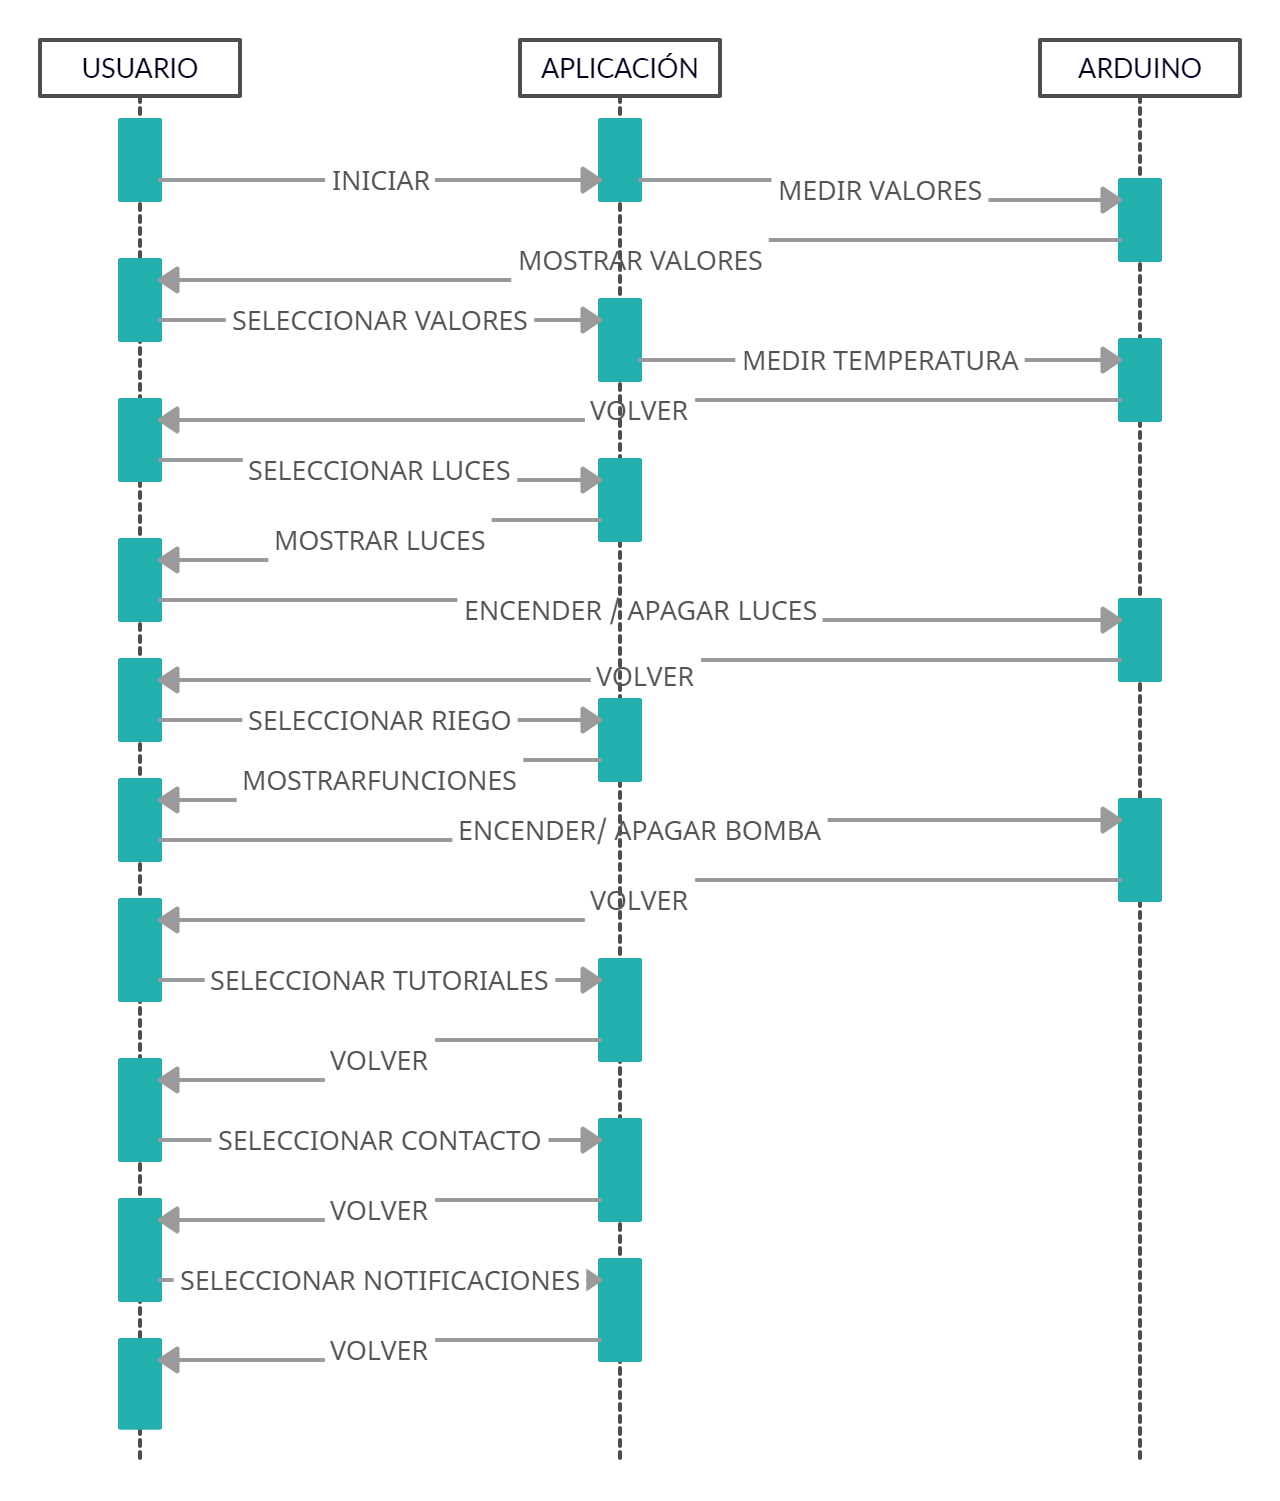 USUARIO
APLICACIÓN
ARDUINO
INICIAR
MEDIR VALORES
MOSTRAR VALORES
SELECCIONAR VALORES
MEDIR TEMPERATURA
VOLVER
SELECCIONAR LUCES
MOSTRAR LUCES
ENCENDER / APAGAR LUCES
VOLVER
SELECCIONAR RIEGO
MOSTRARFUNCIONES
ENCENDER/ APAGAR BOMBA
VOLVER
SELECCIONAR TUTORIALES
VOLVER
SELECCIONAR CONTACTO
VOLVER
SELECCIONAR NOTIFICACIONES
VOLVER